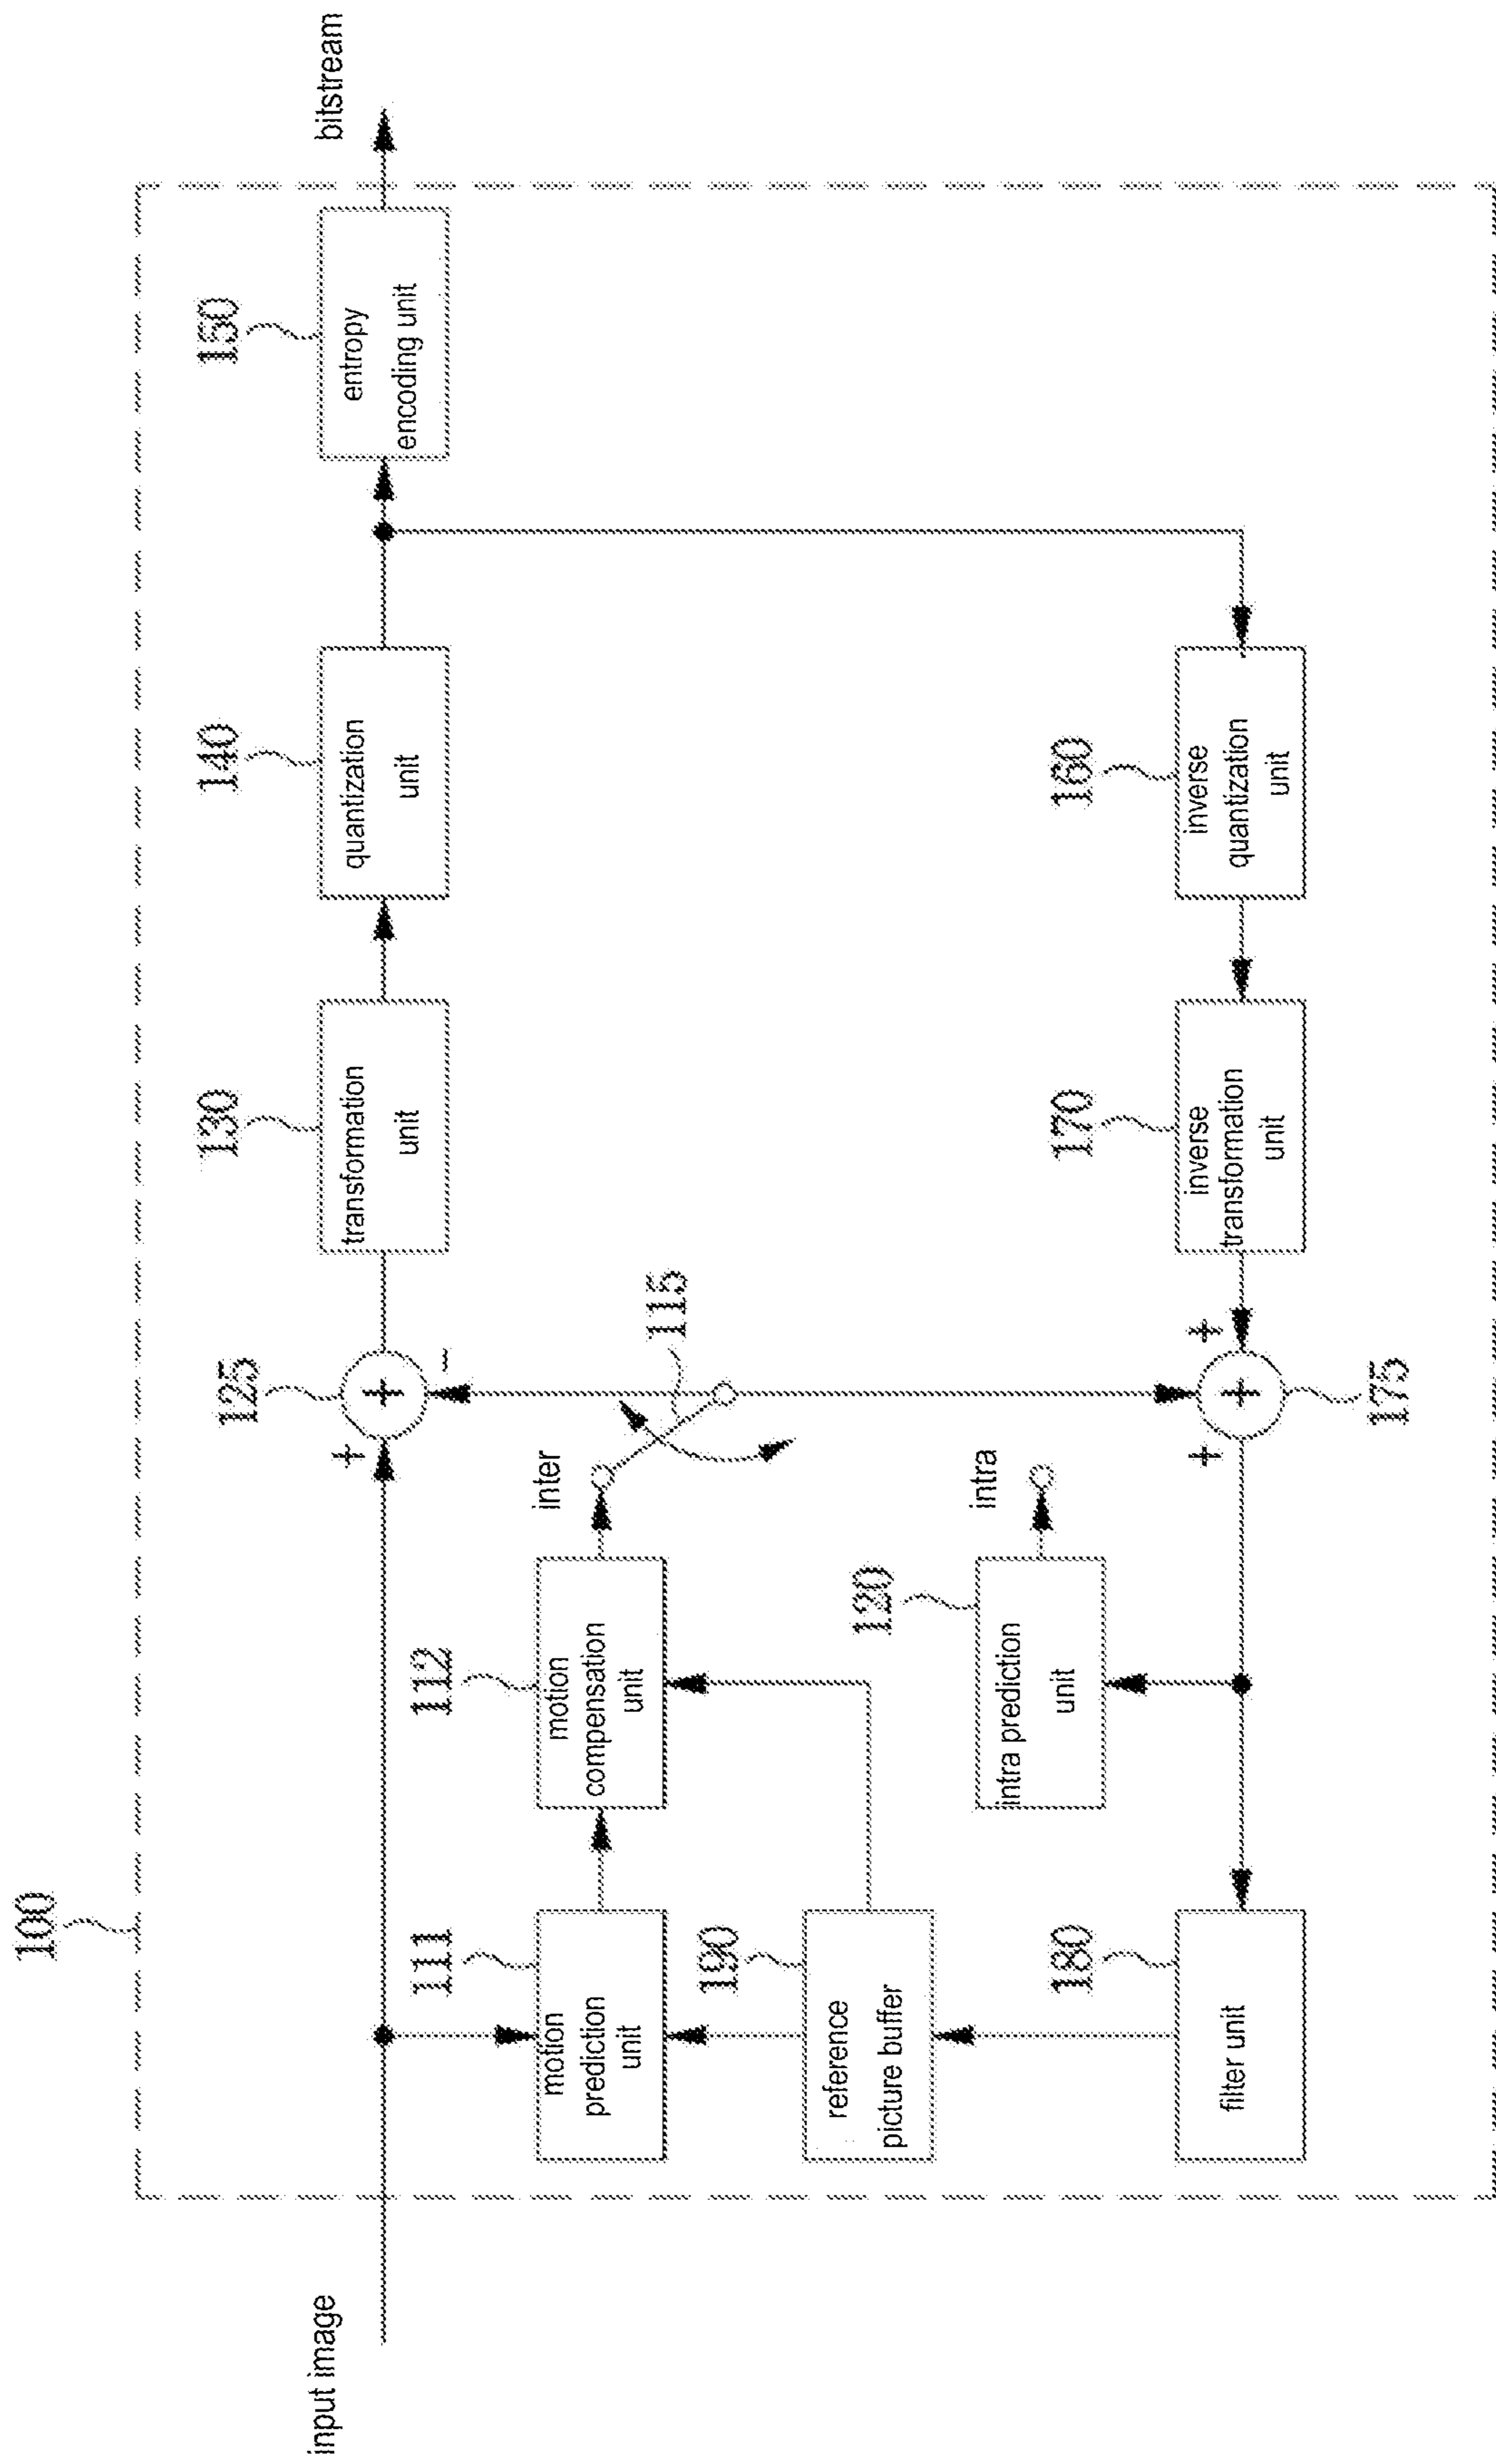 100
input image
bitstream
125
+
+
−
130
transformation
unit
140
quantization
unit
150
entropy
encoding unit
111
motion
prediction
unit
112
motion
compensation
unit
inter
115
190
reference
picture buffer
120
intra prediction
unit
intra
180
filter unit
+
+
+
175
170
inverse
transformation
unit
160
inverse
quantization
unit